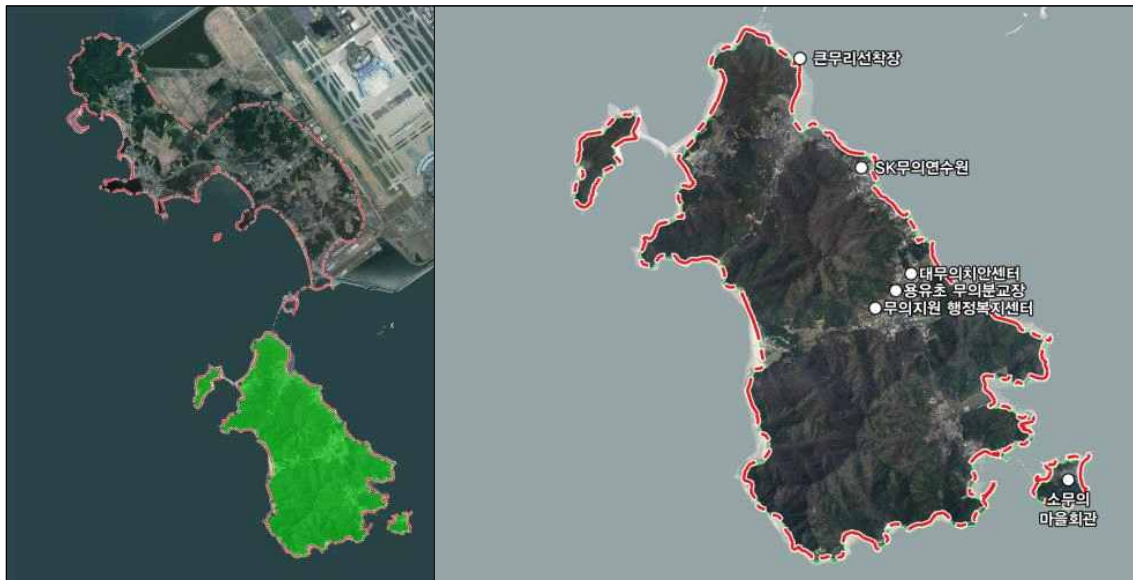 큰무리선착장
SK무의연수원
대무의치안센터
용유초 무의분교장
무의지원 행정복지센터
소무의
마을회관